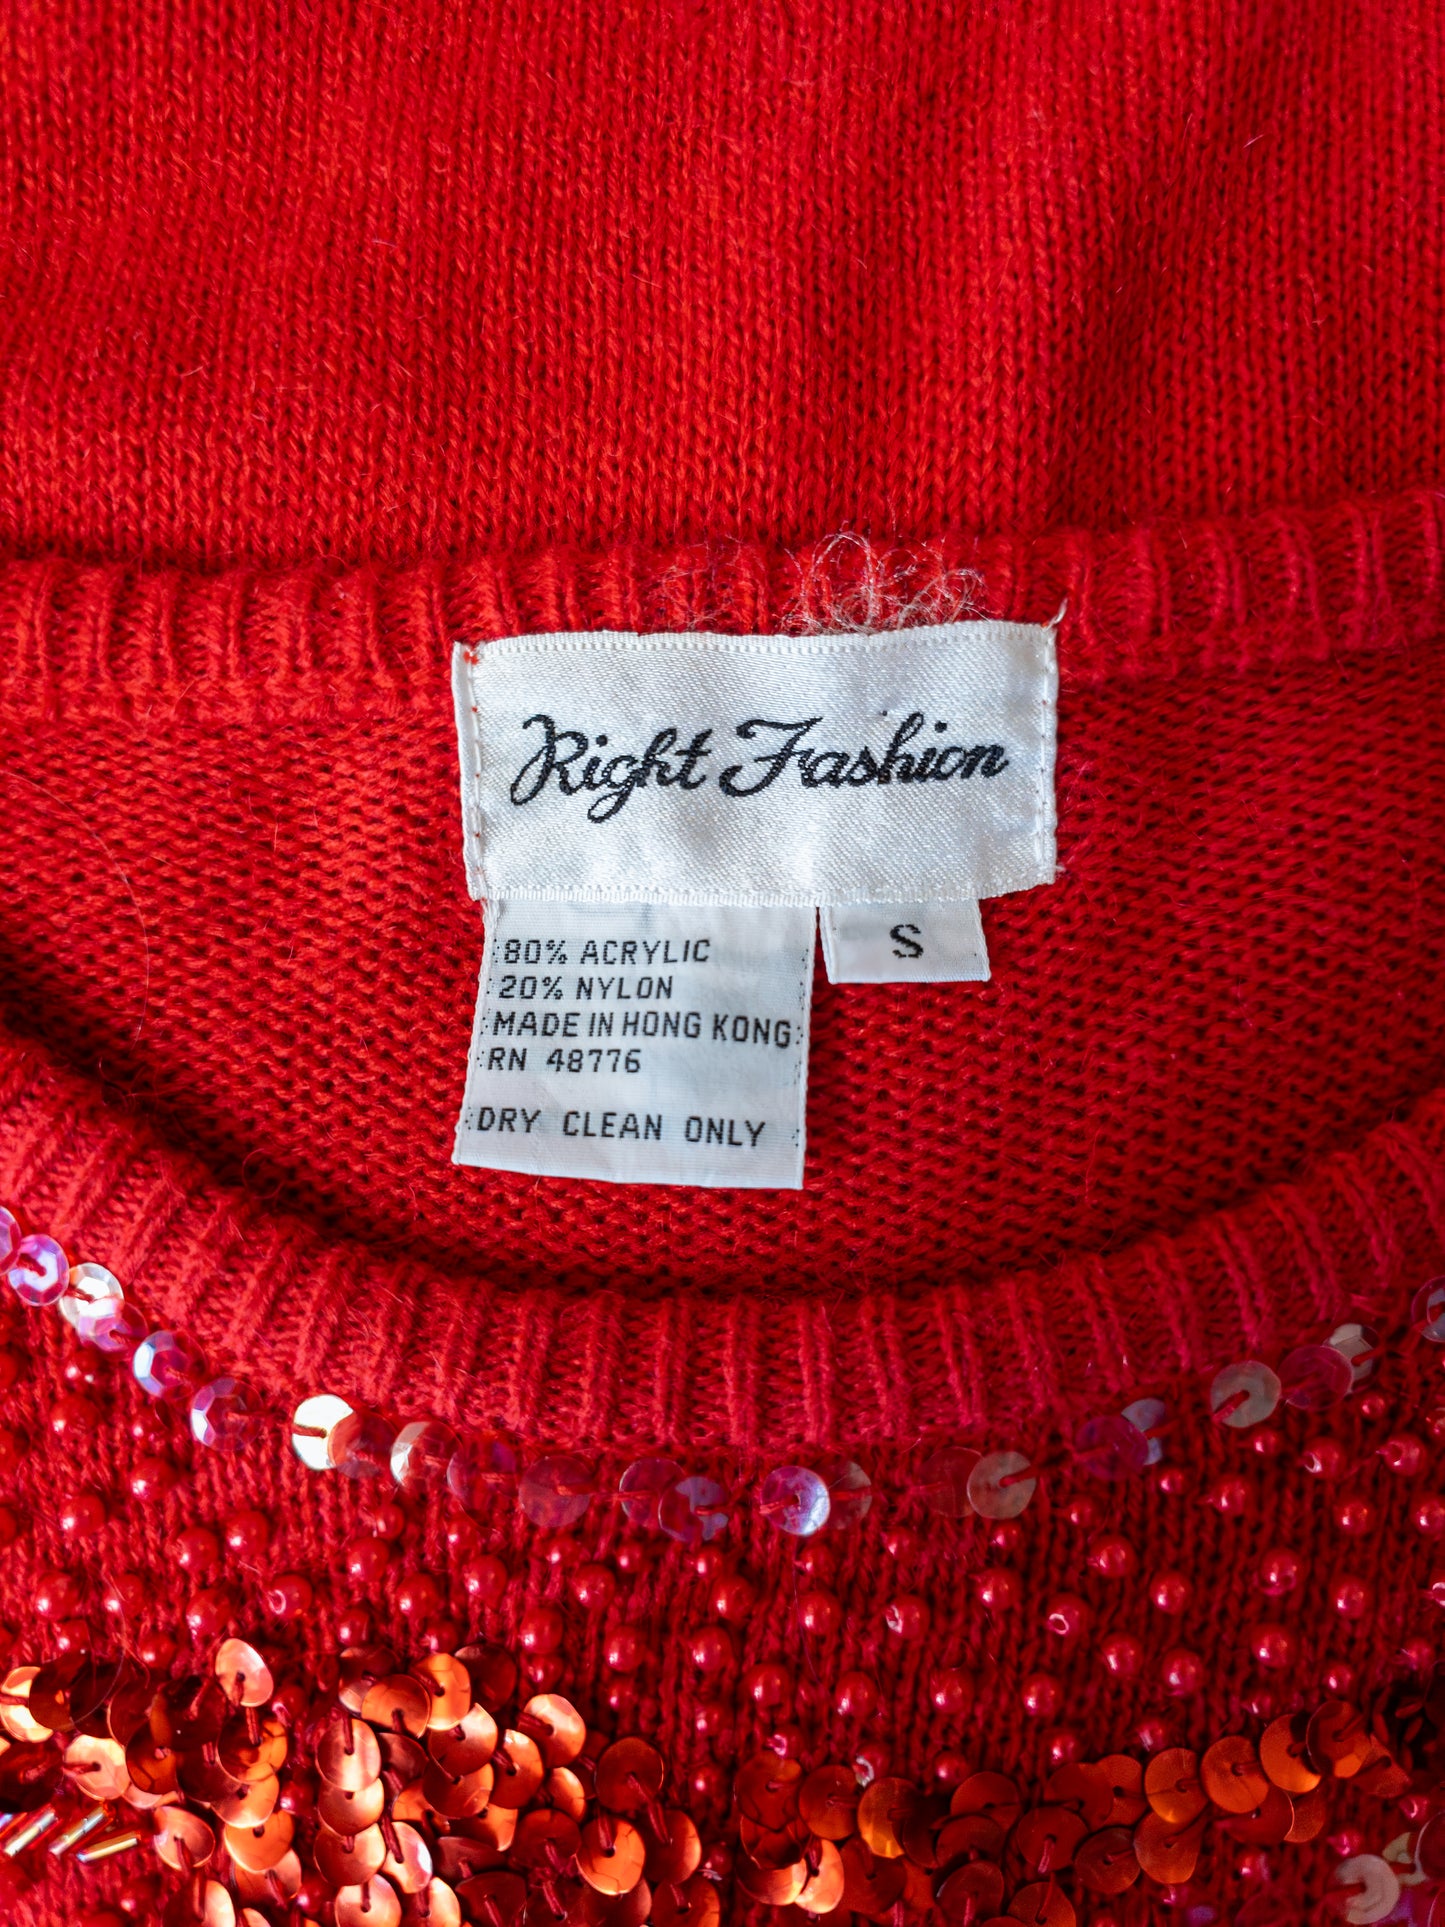 Right Fashion
S
80% ACRYLIC
20% NYLON
MADE IN HONG KONG
RN 48776
DRY CLEAN ONLY